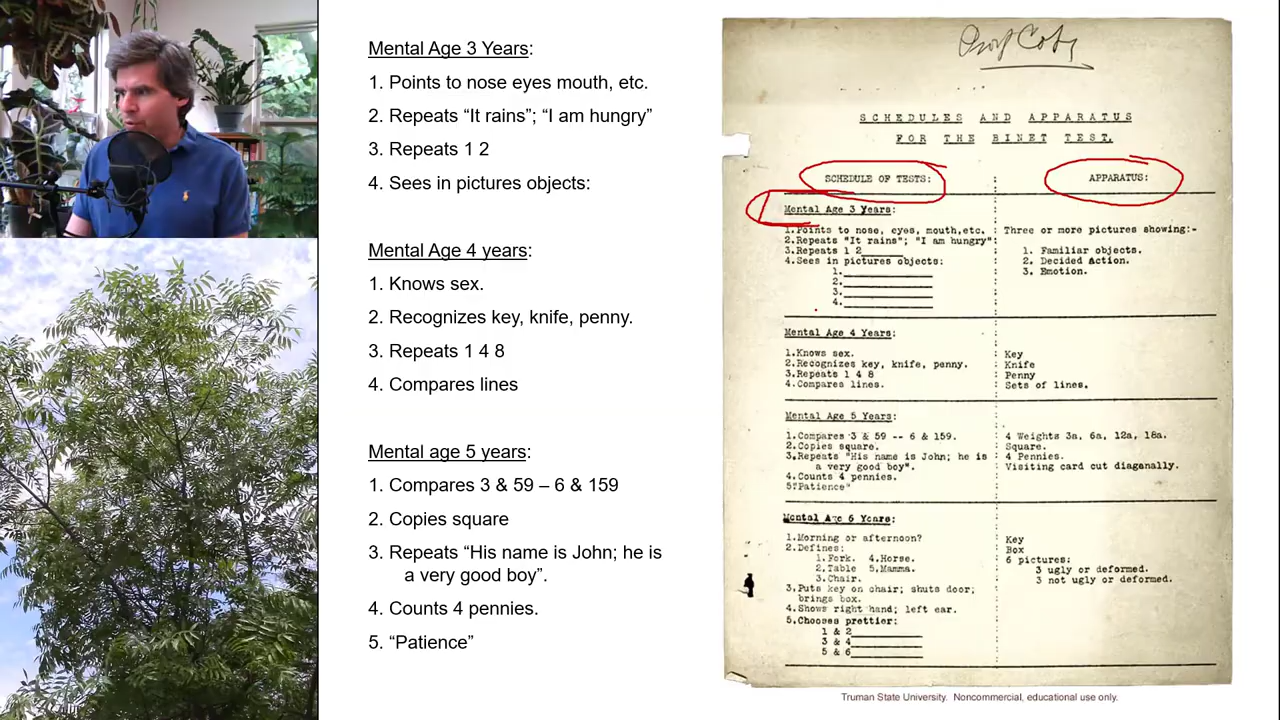 Mental Age 3 Years:
1. Points to nose eyes mouth, etc.
2. Repeats “It rains”; “I am hungry”
3. Repeats 1 2
4. Sees in pictures objects:
Mental Age 4 years:
1. Knows sex.
2. Recognizes key, knife, penny.
3. Repeats 1 4 8
4. Compares lines
Mental age 5 years:
1. Compares 3 & 59 – 6 & 159
2. Copies square
3. Repeats “His name is John; he is
a very good boy”.
4. Counts 4 pennies.
5. “Patience”
SCHEDULES AND APPARATUS
FOR THE BINET TEST.
SCHEDULE OF TESTS:
APPARATUS:
Mental Age 3 Years:
1.Points to nose, eyes, mouth,etc.
2.Repeats "It rains"; "I am hungry":
3.Repeats 1 2
4.Sees in pictures objects:
1.
2.
3.
4.
Three or more pictures showing:-
1. Familiar objects.
2. Decided Action.
3. Emotion.
Mental Age 4 Years:
1.Knows sex.
2.Recognizes key, knife, penny.
3.Repeats 1 4 8
4.Compares lines.
Key
Knife
Penny
Sets of lines.
Mental Age 5 Years:
1.Compares 3 & 59 -- 6 & 159.
2.Copies square.
3.Repeats "His name is John; he is
a very good boy".
4.Counts 4 pennies.
5."Patience"
4 Weights 3a, 6a, 12a, 18a.
Square.
4 Pennies.
Visiting card cut diagonally.
Mental Age 6 Years:
1.Morning or afternoon?
2.Defines:
1.Fork. 4.Horse.
2.Table 5.Mamma.
3.Chair.
3.Puts key on chair; shuts door;
brings box.
4.Shows right hand; left ear.
5.Chooses prettier:
1 & 2
3 & 4
5 & 6
Key
Box
6 pictures:
3 ugly or deformed.
3 not ugly or deformed.
Truman State University. Noncommercial, educational use only.